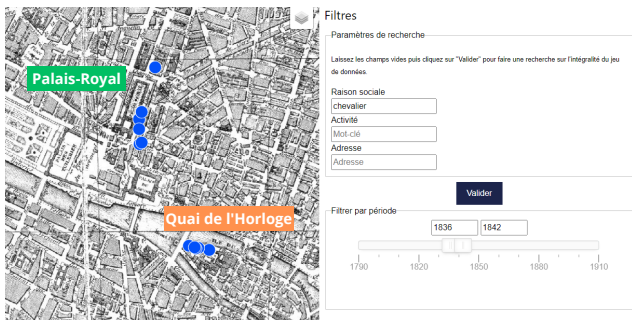 Palais-Royal
Quai de l'Horloge
Filtres
Paramètres de recherche
Laissez les champs vides puis cliquez sur "Valider" pour faire une recherche sur l'intégralité du jeu
de données.
Raison sociale
chevalier
Activité
Mot-clé
Adresse
Adresse
Valider
Filtrer par période
1836 1842
1790 1820 1850 1880 1910